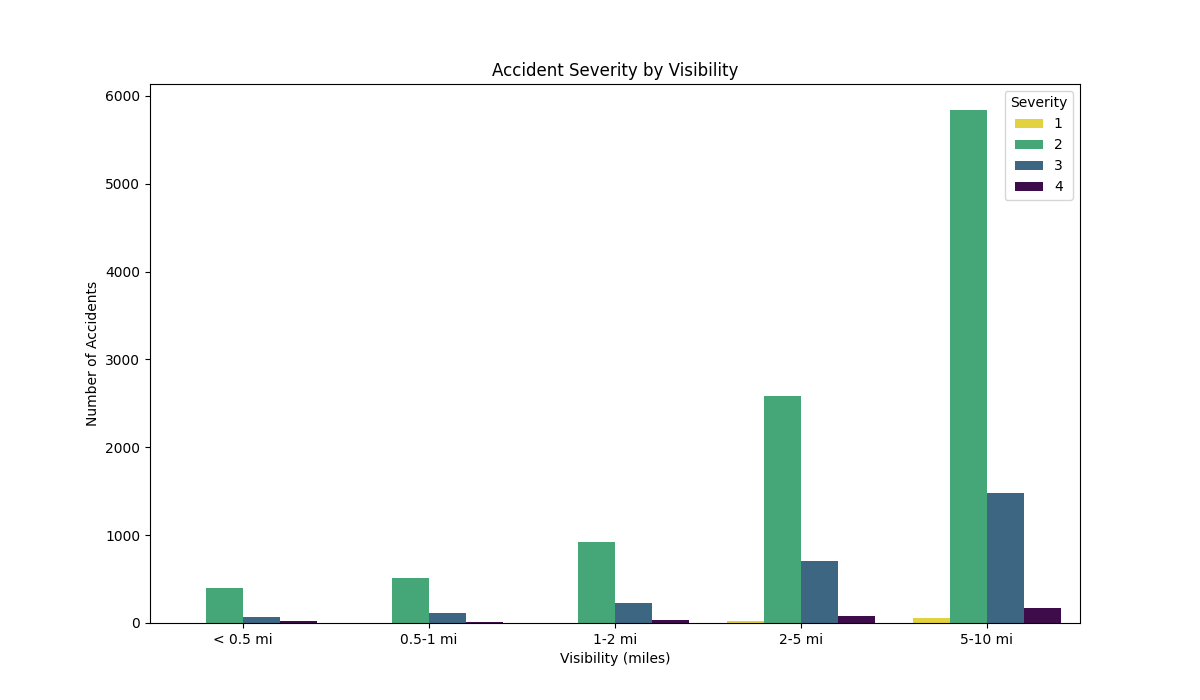 Accident Severity by Visibility
Number of Accidents
6000
5000
4000
3000
2000
1000
0
Severity
1
2
3
4
< 0.5 mi
0.5-1 mi
1-2 mi
2-5 mi
5-10 mi
Visibility (miles)